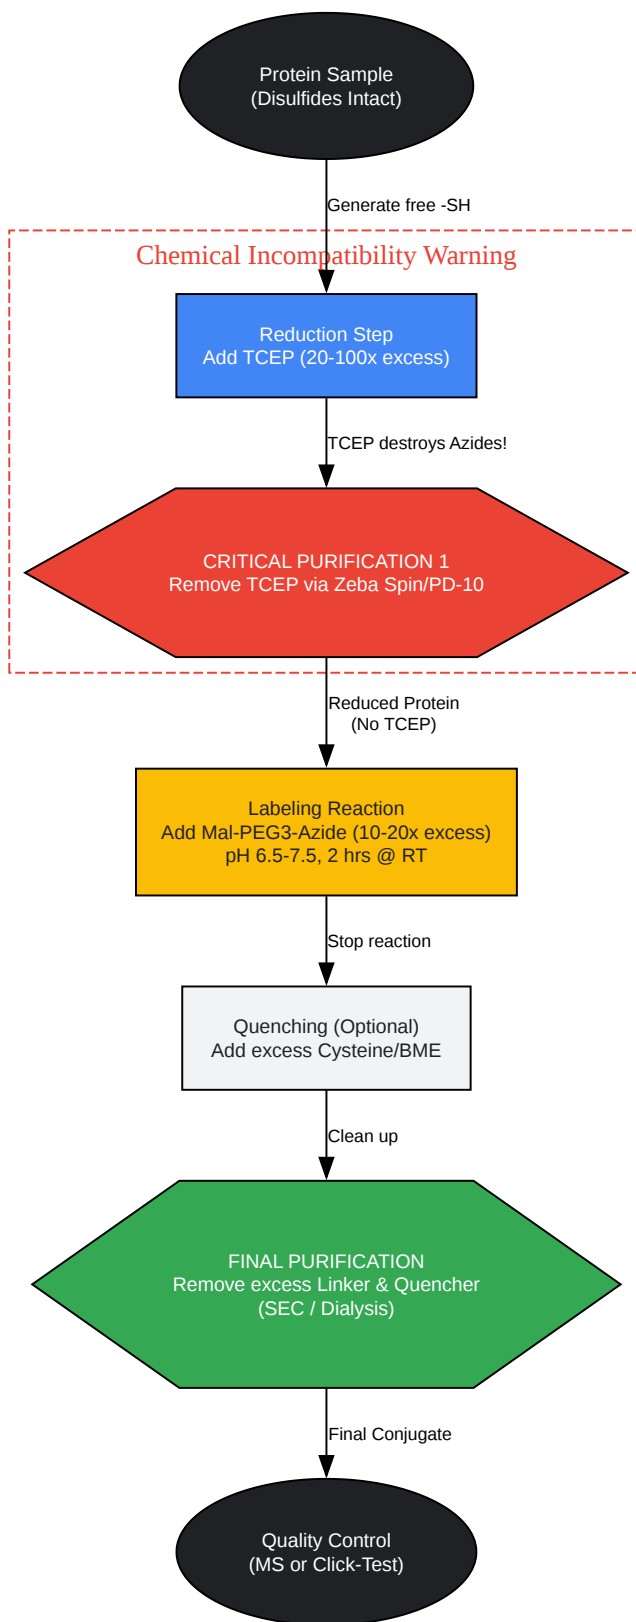 Protein Sample
(Disulfides Intact)
Generate free -SH
Chemical Incompatibility Warning
Reduction Step
Add TCEP (20-100x excess)
TCEP destroys Azides!
CRITICAL PURIFICATION 1
Remove TCEP via Zeba Spin/PD-10
Reduced Protein
(No TCEP)
Labeling Reaction
Add Mal-PEG3-Azide (10-20x excess)
pH 6.5-7.5, 2 hrs @ RT
Stop reaction
Quenching (Optional)
Add excess Cysteine/BME
Clean up
FINAL PURIFICATION
Remove excess Linker & Quencher
(SEC / Dialysis)
Final Conjugate
Quality Control
(MS or Click-Test)